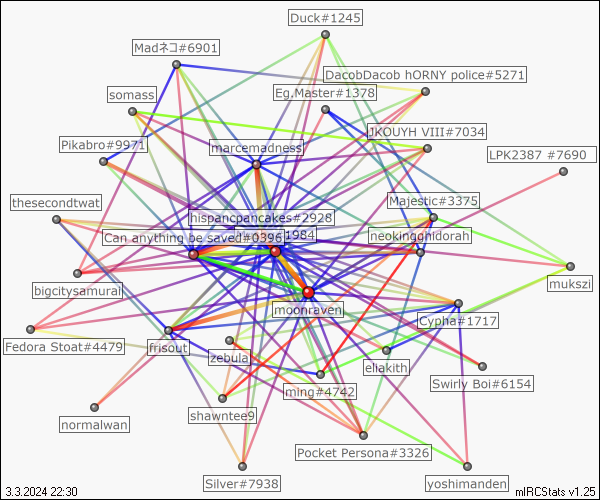 Duck#1245
Madネコ#6901
DacobDacob hORNY police#5271
somass
Eg.Master#1378
JKOUYH VIII#7034
Pikabro#9971
marcemadness
LPK2387 #7690
thesecondtwat
Majestic#3375
hispancpancakes#2928
Can anything be saved#0396
1984
neokingghidorah
bigcitysamurai
mukszi
moonraven
Cypha#1717
Fedora Stoat#4479
frisout
zebula
eliakith
Swirly Boi#6154
ming#4742
normalwan
shawntee9
Pocket Persona#3326
Silver#7938
yoshimanden
3.3.2024 22:30
mIRCStats v1.25